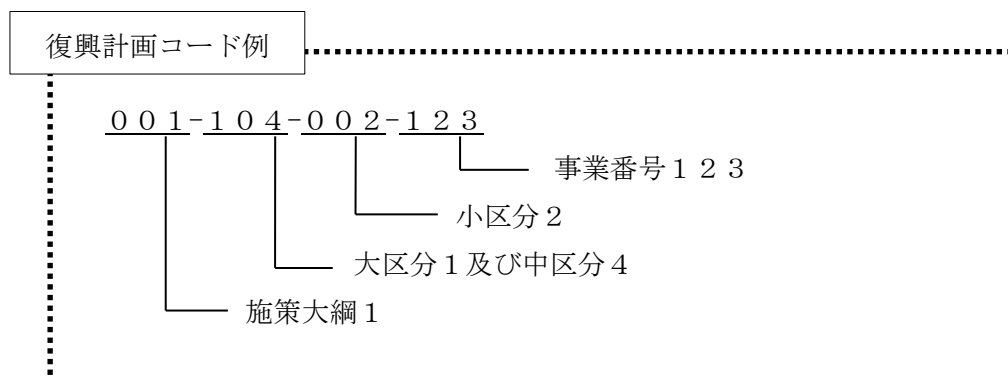 復興計画コード例
００１-１０４-００２-１２３
事業番号１２３
小区分２
大区分１及び中区分４
施策大綱１